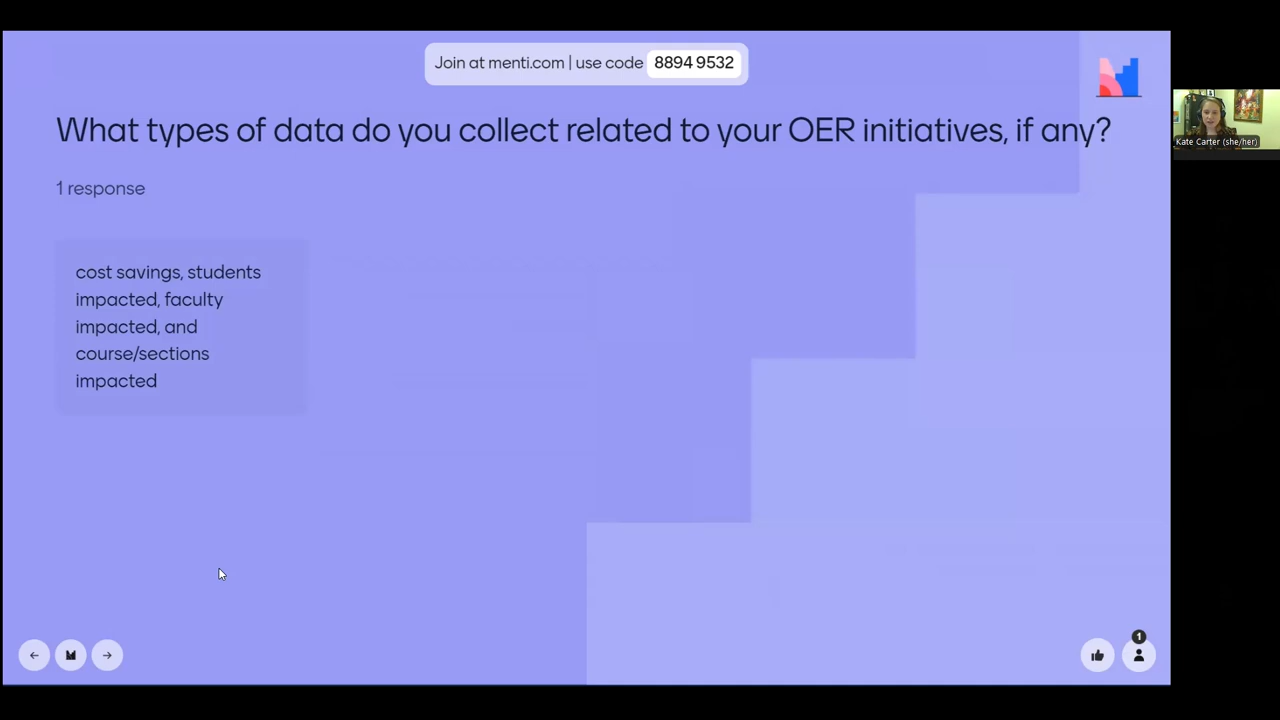 Join at menti.com | use code 8894 9532
What types of data do you collect related to your OER initiatives, if any?
1 response
cost savings, students
impacted, faculty
impacted, and
course/sections
impacted
Kate Carter (she/her)
1